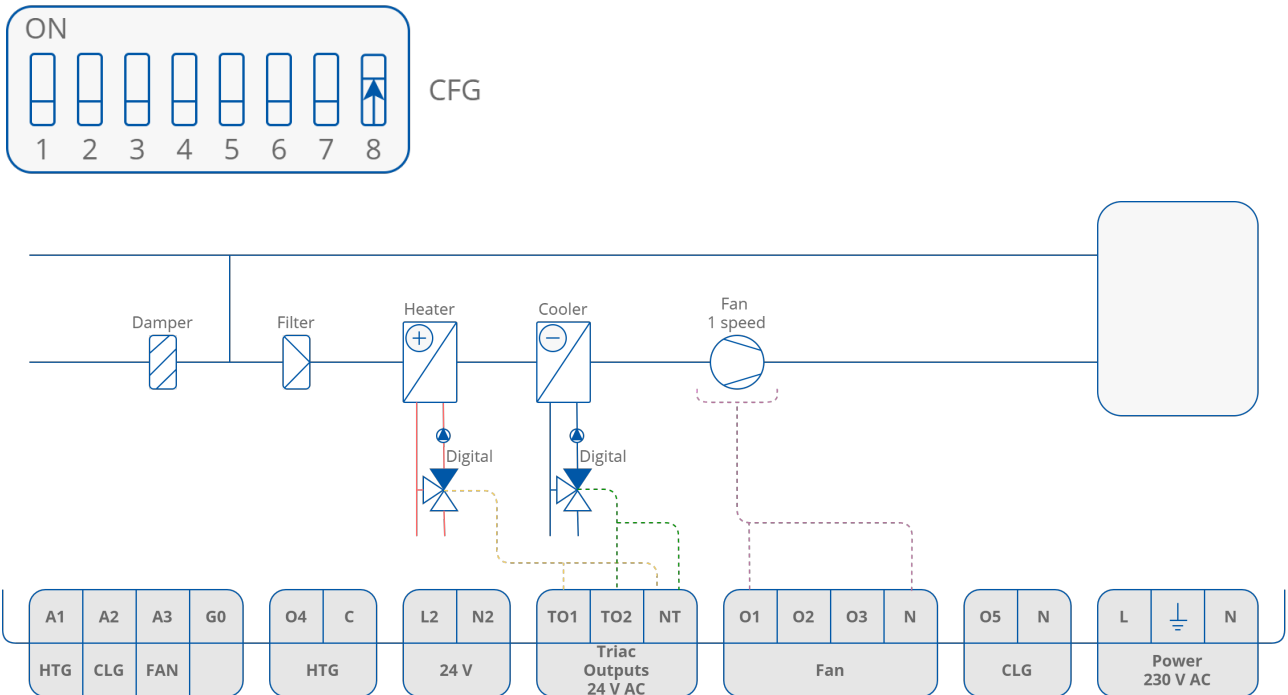 ON
CFG
1 2 3 4 5 6 7 8
Fan
1 speed
Heater
Cooler
Damper
Filter
Digital
Digital
A1 A2 A3 G0
O4 C
L2 N2
TO1 TO2 NT
O1 O2 O3 N
O5 N
L N
HTG CLG FAN
HTG
24 V
Triac
Outputs
24 V AC
Fan
CLG
Power
230 V AC